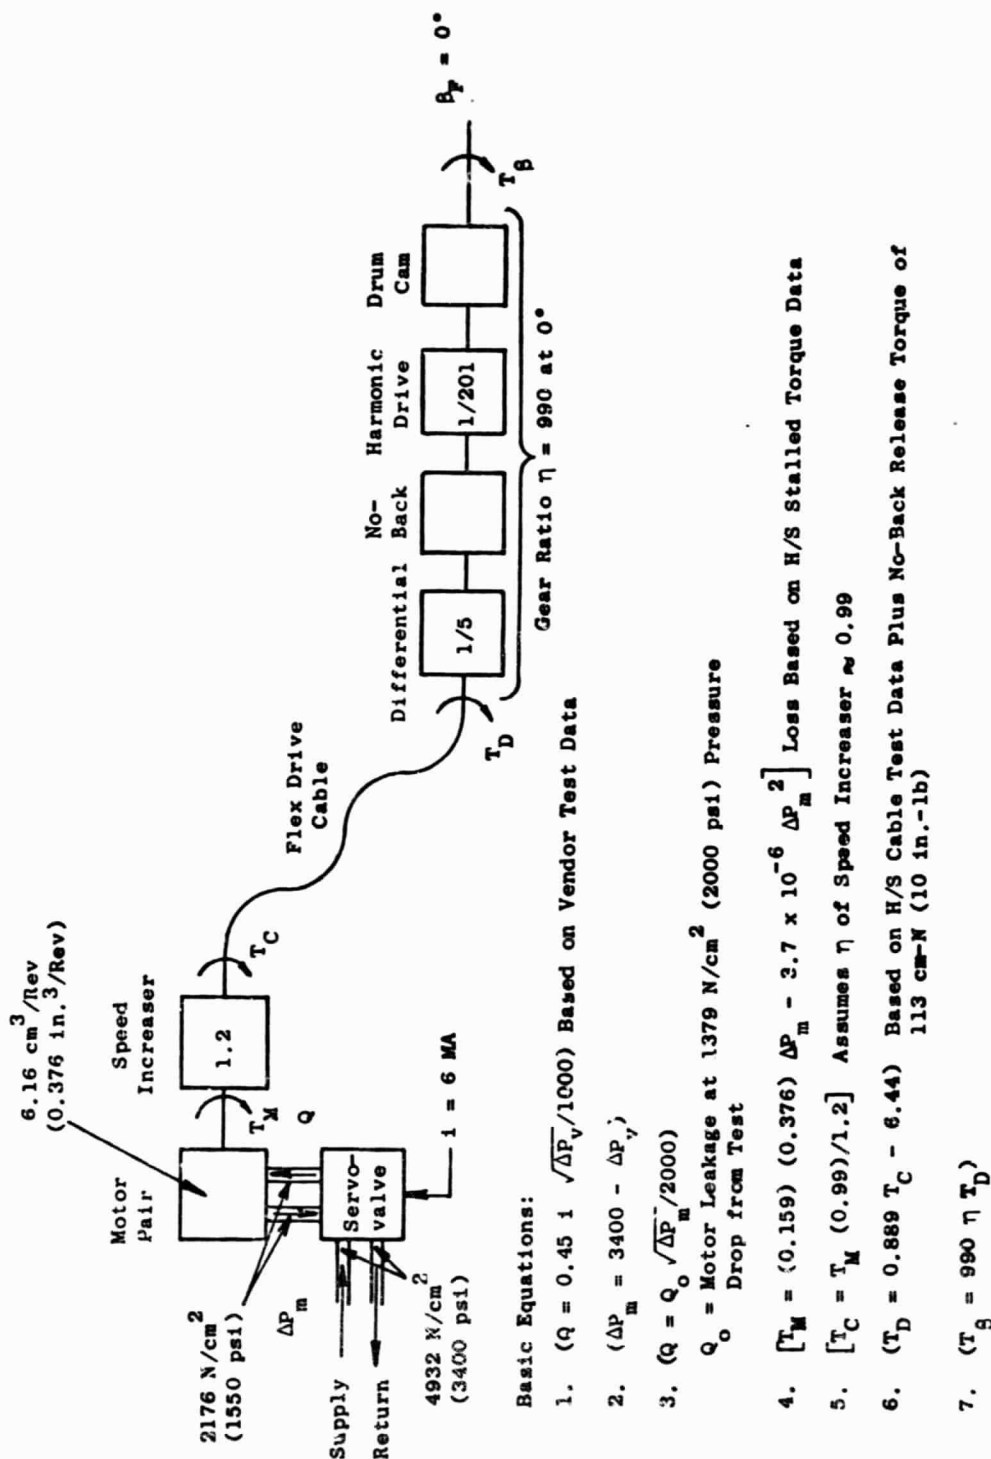 6.16 cm³/Rev
(0.376 in.³/Rev)
Motor
Pair
Speed
Increaser
1.2
T_M
T_C
Q
2176 N/cm²
(1550 psi)
ΔP_m
Supply
Return
Servo-
valve
4932 N/cm²
(3400 psi)
i = 6 MA
Flex Drive
Cable
T_D
Differential
1/5
No-
Back
Harmonic
Drive
1/201
Drum
Cam
T_β
β_F = 0°
Gear Ratio η = 990 at 0°
Basic Equations:
1. (Q = 0.45 i √ΔP_v/1000) Based on Vendor Test Data
2. (ΔP_m = 3400 - ΔP_v)
3. (Q = Q_o √ΔP_m/2000)
Q_o = Motor Leakage at 1379 N/cm² (2000 psi) Pressure
Drop from Test
4. [T_M = (0.159) (0.376) ΔP_m - 3.7 x 10⁻⁶ ΔP_m²] Loss Based on H/S Stalled Torque Data
5. [T_C = T_M (0.99)/1.2] Assumes η of Speed Increaser ≈ 0.99
6. (T_D = 0.889 T_C - 6.44) Based on H/S Cable Test Data Plus No-Back Release Torque of
113 cm-N (10 in.-lb)
7. (T_β = 990 η T_D)